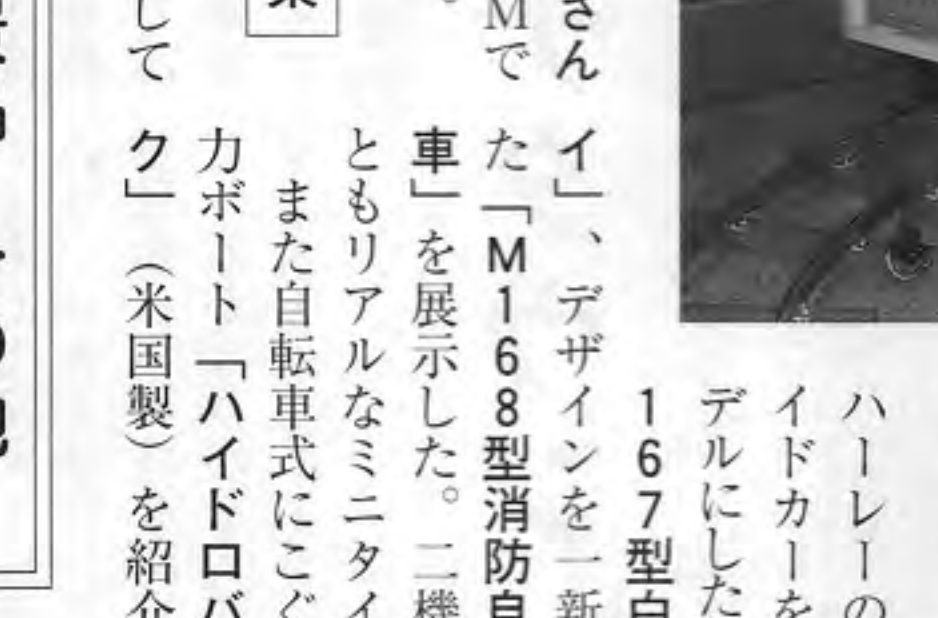 ハーレーの
イドカーを
デルにした
167型白
さん
イ」、デザインを一新
Mで
た「M168型消防自
。
車」を展示した。二機
ともリアルなミニタイ
また自転車式にこぐ
力ボート「ハイドロバ
して
ク」（米国製）を紹介